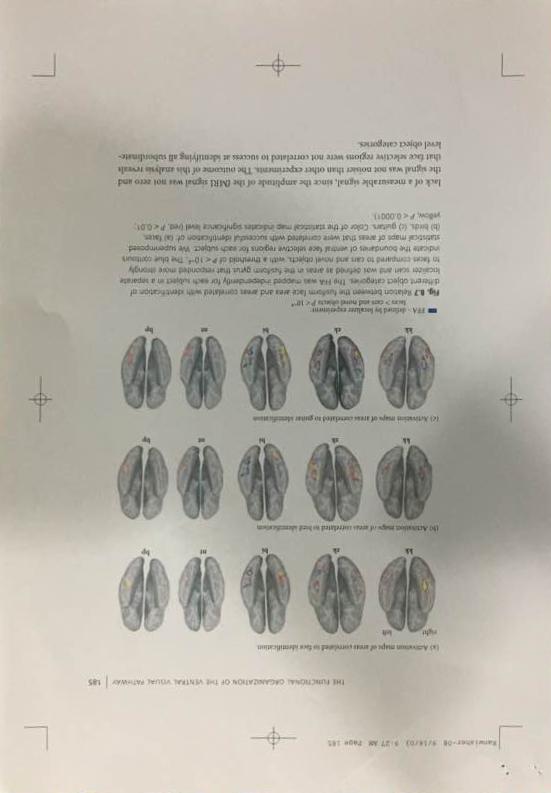 Kanwisher-08 9/16/03 9:27 AM Page 185
THE FUNCTIONAL ORGANIZATION OF THE VENTRAL VISUAL PATHWAY | 185
(a) Activation maps of areas correlated to face identification
right left
kk zk bl nt bp
(b) Activation maps of areas correlated to bird identification
kk zk bl nt bp
(c) Activation maps of areas correlated to guitar identification
kk zk bl nt bp
FFA - defined by localizer experiment:
faces > cars and novel objects P < 10⁻⁴
Fig. 8.7 Relation between the fusiform face area and areas correlated with identification of
different object categories. The FFA was mapped independently for each subject in a separate
localizer scan and was defined as areas in the fusiform gyrus that responded more strongly
to faces compared to cars and novel objects, with a threshold of P < 10⁻⁴. The blue contours
indicate the boundaries of ventral face selective regions for each subject. We superimposed
statistical maps of areas that were correlated with successful identification of: (a) faces,
(b) birds, (c) guitars. Color of the statistical map indicates significance level (red, P < 0.01;
yellow, P < 0.0001).
lack of a measurable signal, since the amplitude of the fMRI signal was not zero and
the signal was not noisier than other experiments. The outcome of this analysis reveals
that face selective regions were not correlated to success at identifying all subordinate-
level object categories.